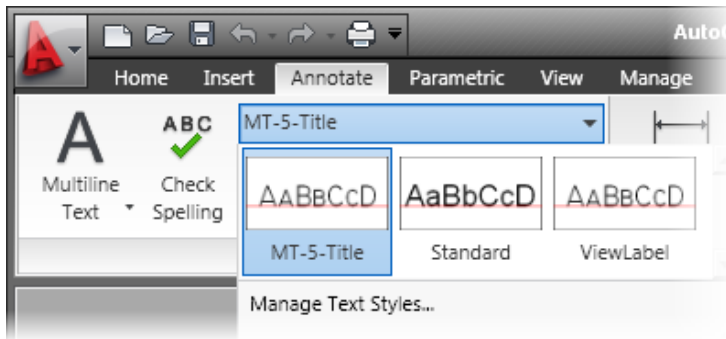 Auto
Home Insert Annotate Parametric View Manage
A ABC MT-5-Title
Multiline Text Check Spelling
AABBCCD AaBbCcD AABBCCD
MT-5-Title Standard ViewLabel
Manage Text Styles...